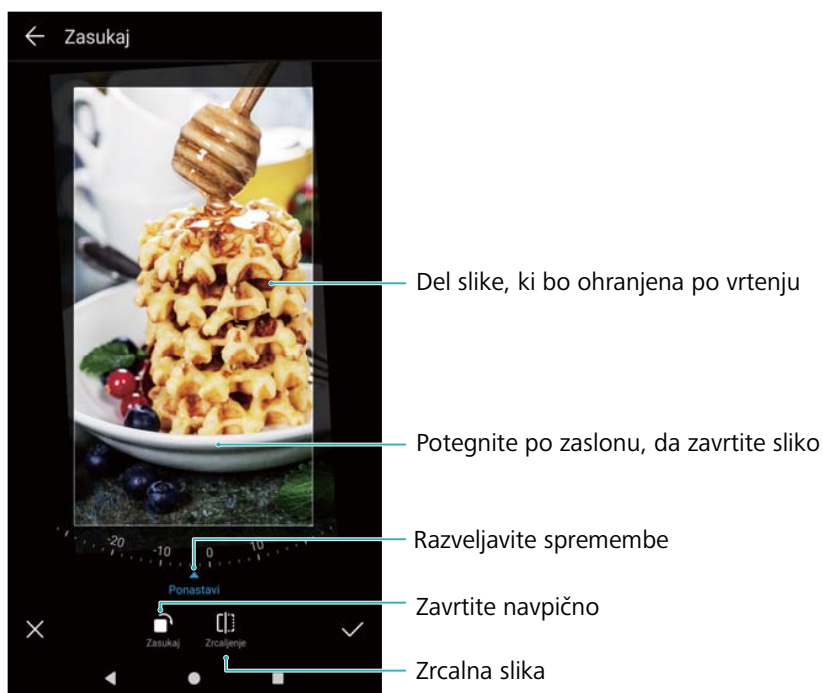 Zasukaj
Del slike, ki bo ohranjena po vrtenju
Potegnite po zaslonu, da zavrtite sliko
-20 -10 0 10
Razveljavite spremembe
Ponastavi
Zavrtite navpično
Zasukaj Zrcaljenje
Zrcalna slika